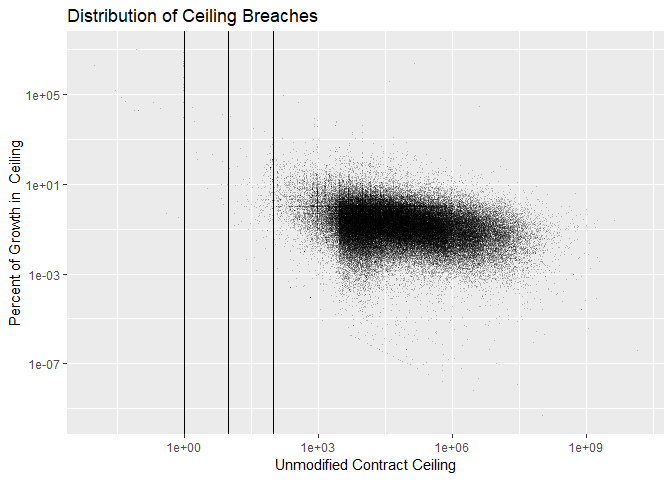 Distribution of Ceiling Breaches
Percent of Growth in  Ceiling
1e+05
1e+01
1e-03
1e-07
1e+00
1e+03
1e+06
1e+09
Unmodified Contract Ceiling